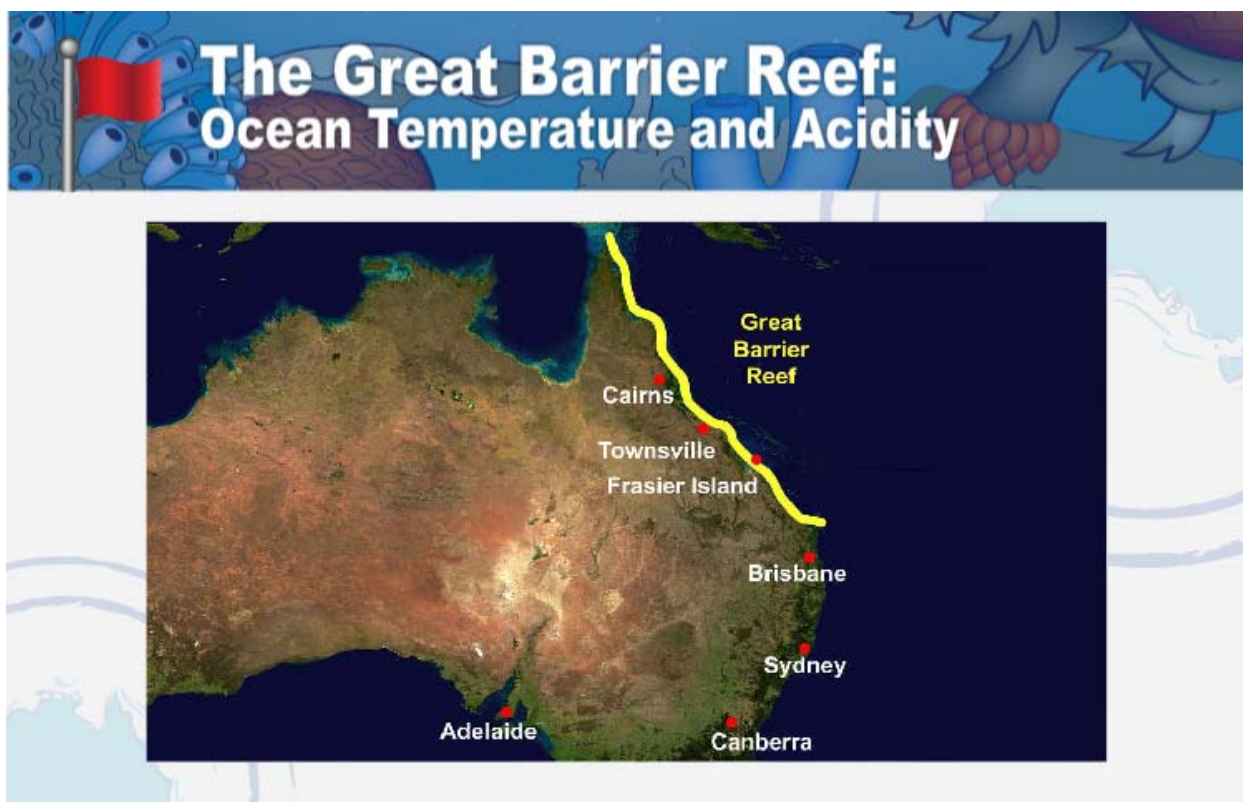 The Great Barrier Reef:
Ocean Temperature and Acidity
Great
Barrier
Reef
Cairns
Townsville
Frasier Island
Brisbane
Sydney
Adelaide
Canberra